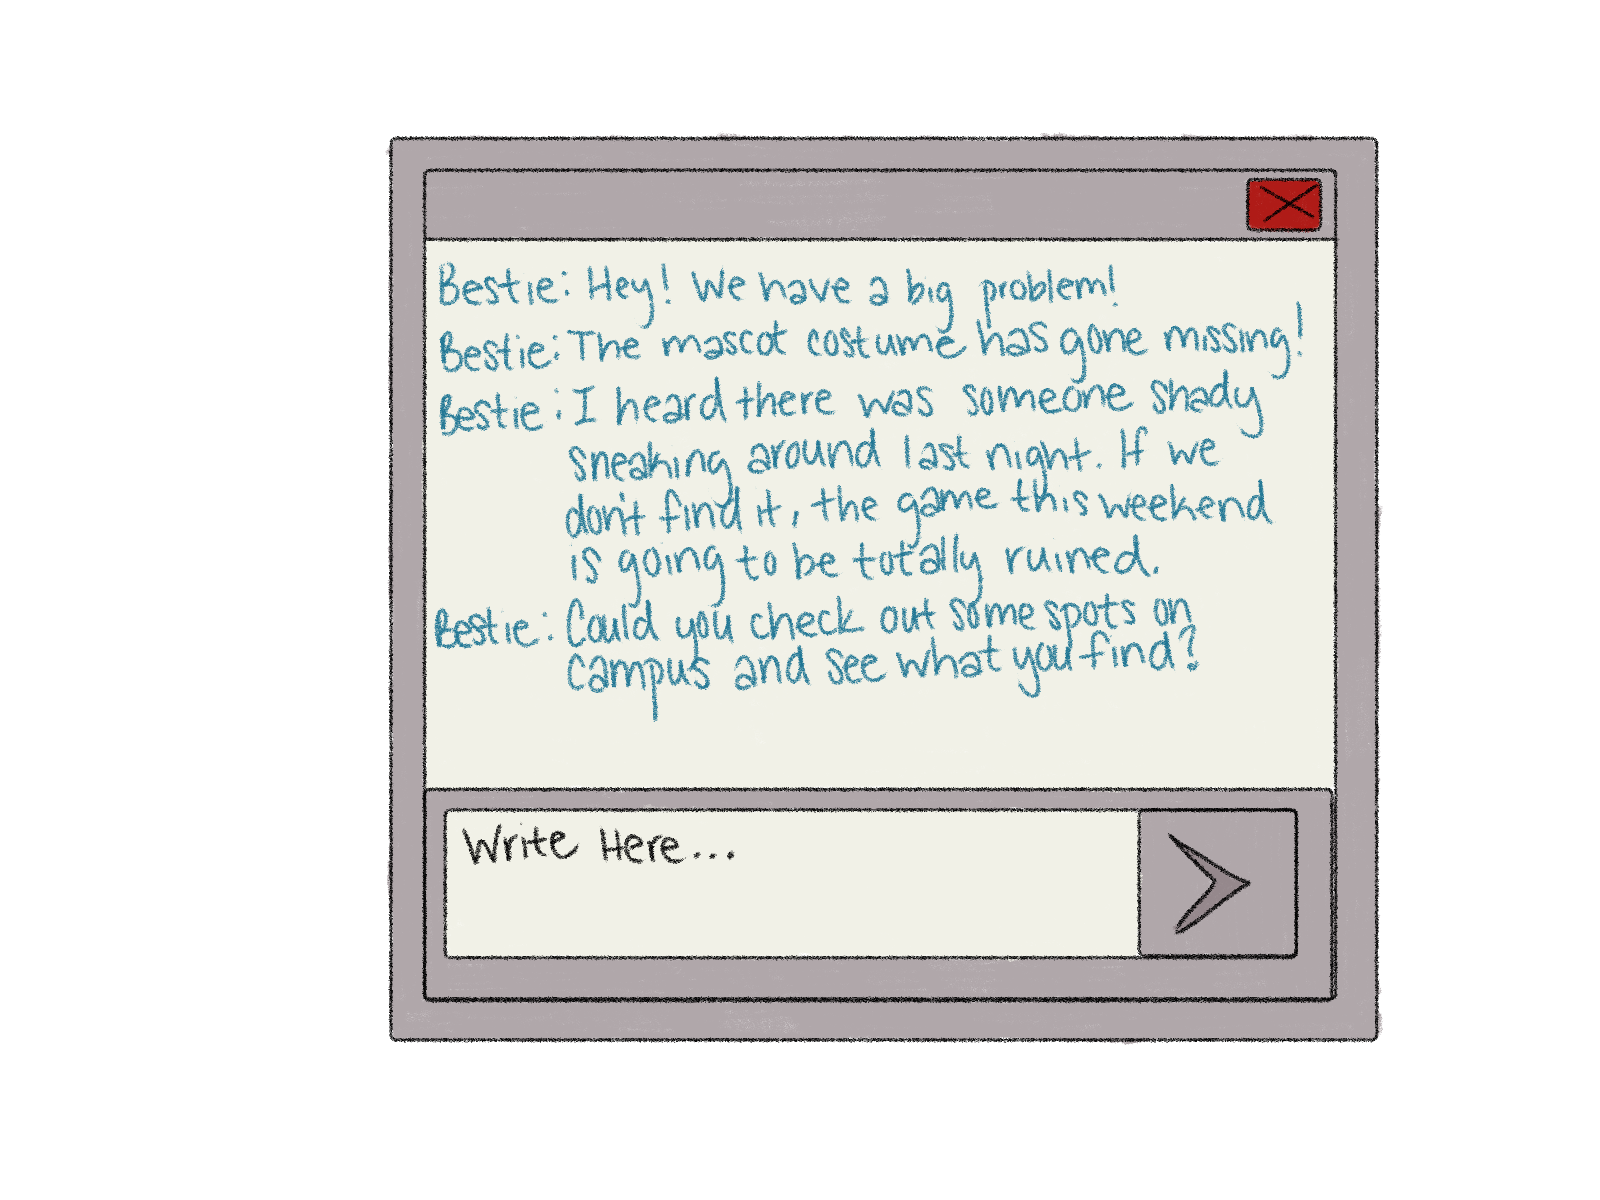 Bestie: Hey! We have a big problem!
Bestie: The mascot costume has gone missing!
Bestie: I heard there was someone shady
sneaking around last night. If we
don't find it, the game this weekend
is going to be totally ruined.
Bestie: Could you check out some spots on
campus and see what you find?
Write Here...